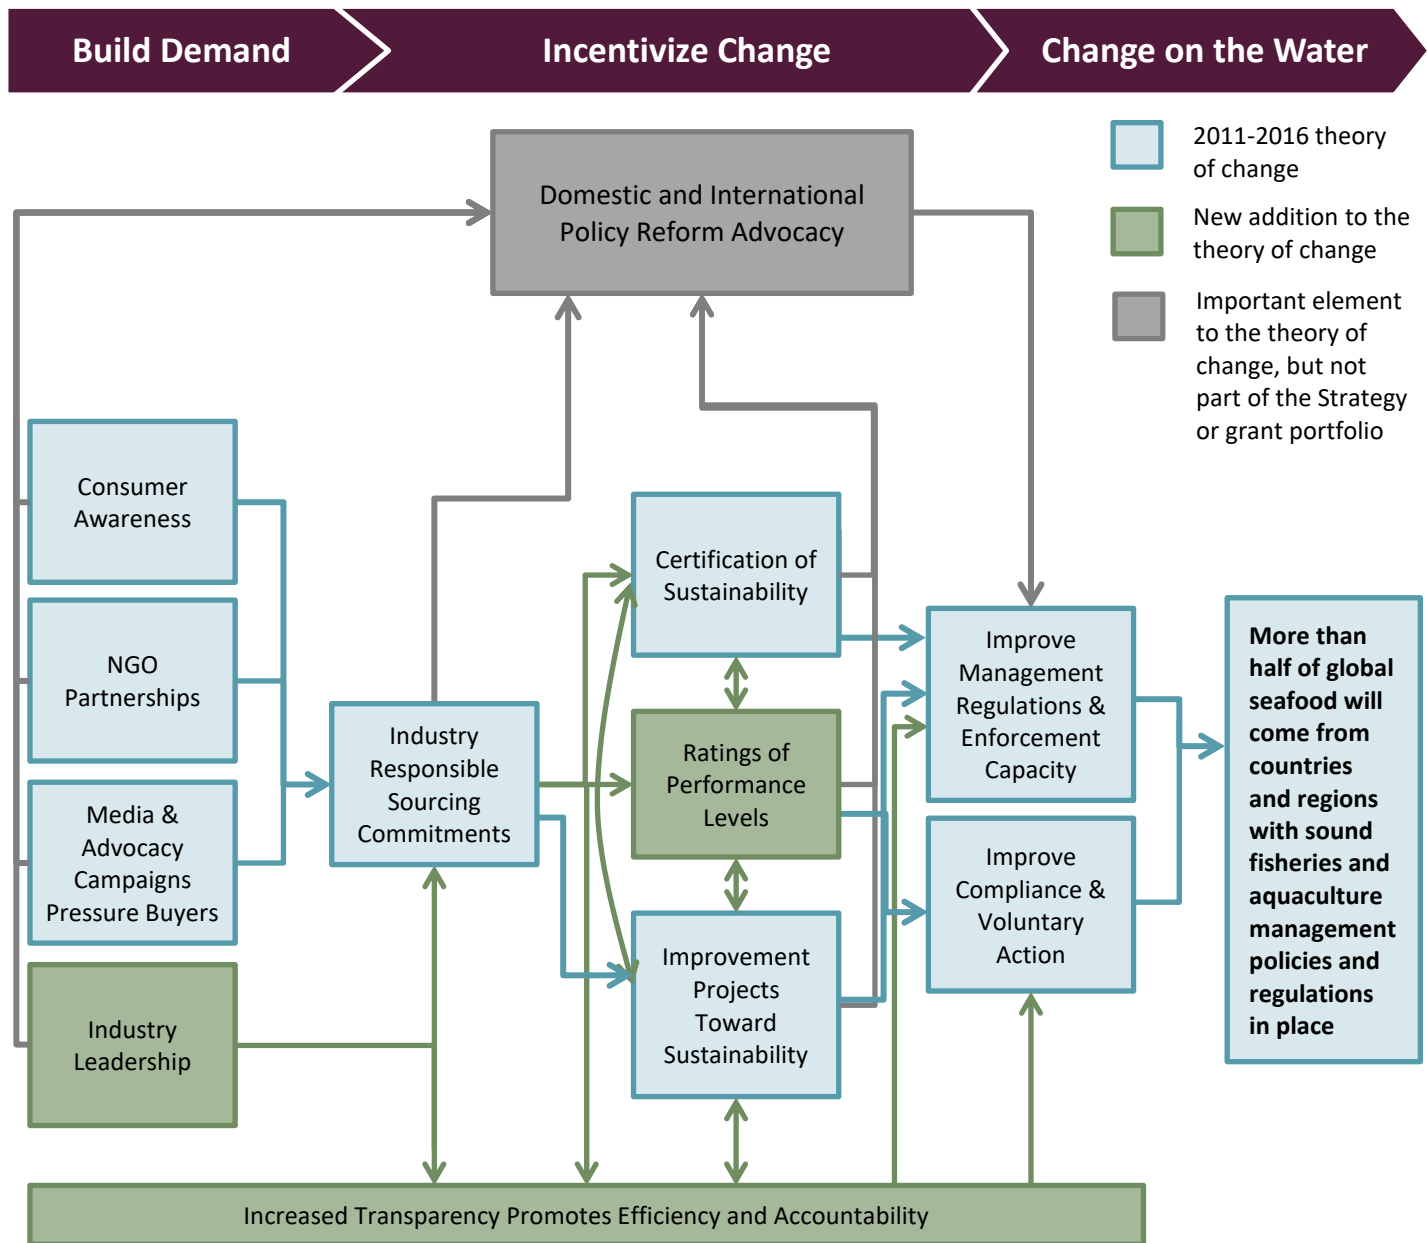 Build Demand
Incentivize Change
Change on the Water
2011-2016 theory
of change
New addition to the
theory of change
Important element
to the theory of
change, but not
part of the Strategy
or grant portfolio
Domestic and International
Policy Reform Advocacy
Consumer
Awareness
NGO
Partnerships
Media &
Advocacy
Campaigns
Pressure Buyers
Industry
Leadership
Industry
Responsible
Sourcing
Commitments
Certification of
Sustainability
Ratings of
Performance
Levels
Improvement
Projects
Toward
Sustainability
Improve
Management
Regulations &
Enforcement
Capacity
Improve
Compliance &
Voluntary
Action
More than
half of global
seafood will
come from
countries
and regions
with sound
fisheries and
aquaculture
management
policies and
regulations
in place
Increased Transparency Promotes Efficiency and Accountability